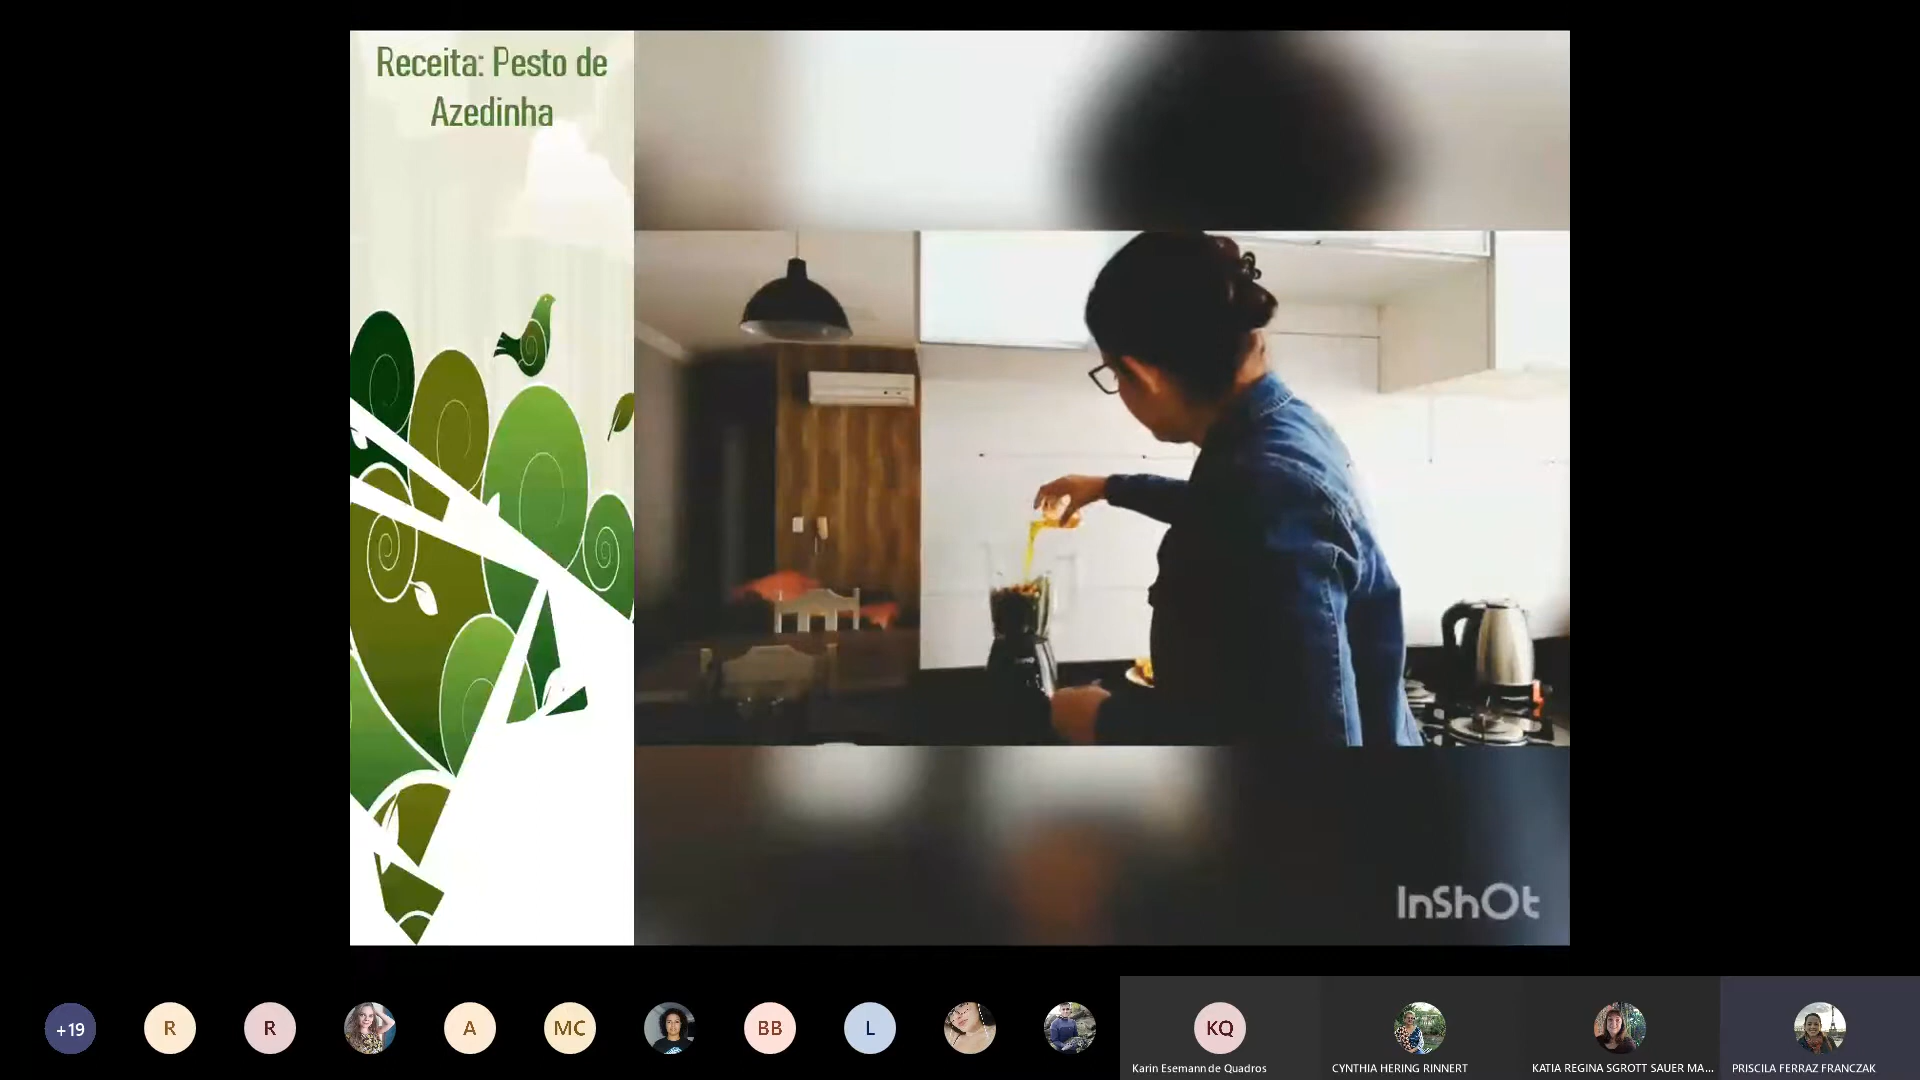 Receita: Pesto de
Azedinha
InShOt
+19
R
R
A
MC
BB
L
KQ
Karin Esemann de Quadros
CYNTHIA HERING RINNERT
KATIA REGINA SGROTT SAUER MA...
PRISCILA FERRAZ FRANCZAK